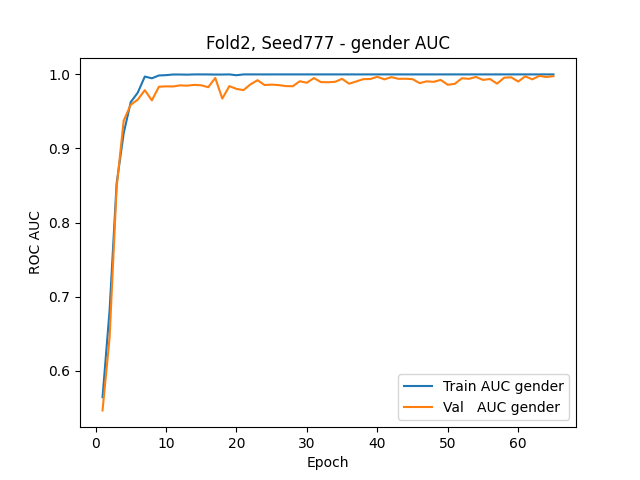 Fold2, Seed777 - gender AUC
ROC AUC
1.0
0.9
0.8
0.7
0.6
0
10
20
30
40
50
60
Epoch
Train AUC gender
Val   AUC gender